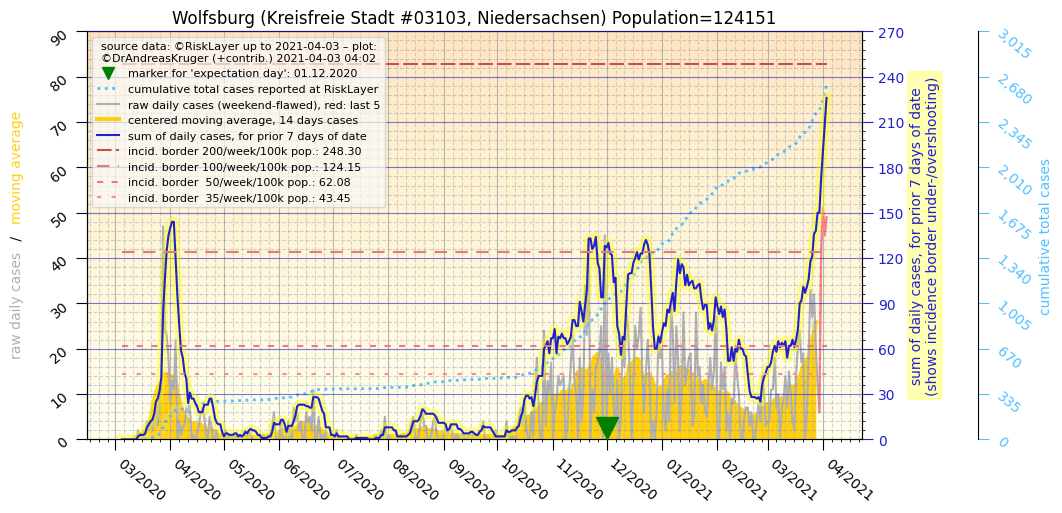 Wolfsburg (Kreisfreie Stadt #03103, Niedersachsen) Population=124151
source data: ©RiskLayer up to 2021-04-03 – plot:
©DrAndreasKruger (+contrib.) 2021-04-03 04:02
marker for 'expectation day': 01.12.2020
cumulative total cases reported at RiskLayer
raw daily cases (weekend-flawed), red: last 5
centered moving average, 14 days cases
sum of daily cases, for prior 7 days of date
incid. border 200/week/100k pop.: 248.30
incid. border 100/week/100k pop.: 124.15
incid. border  50/week/100k pop.: 62.08
incid. border  35/week/100k pop.: 43.45
raw daily cases / moving average
90
80
70
60
50
40
30
20
10
0
03/2020
04/2020
05/2020
06/2020
07/2020
08/2020
09/2020
10/2020
11/2020
12/2020
01/2021
02/2021
03/2021
04/2021
270
240
210
180
150
120
90
60
30
0
sum of daily cases, for prior 7 days of date
(shows incidence border under-/overshooting)
3,015
2,680
2,345
2,010
1,675
1,340
1,005
670
335
0
cumulative total cases